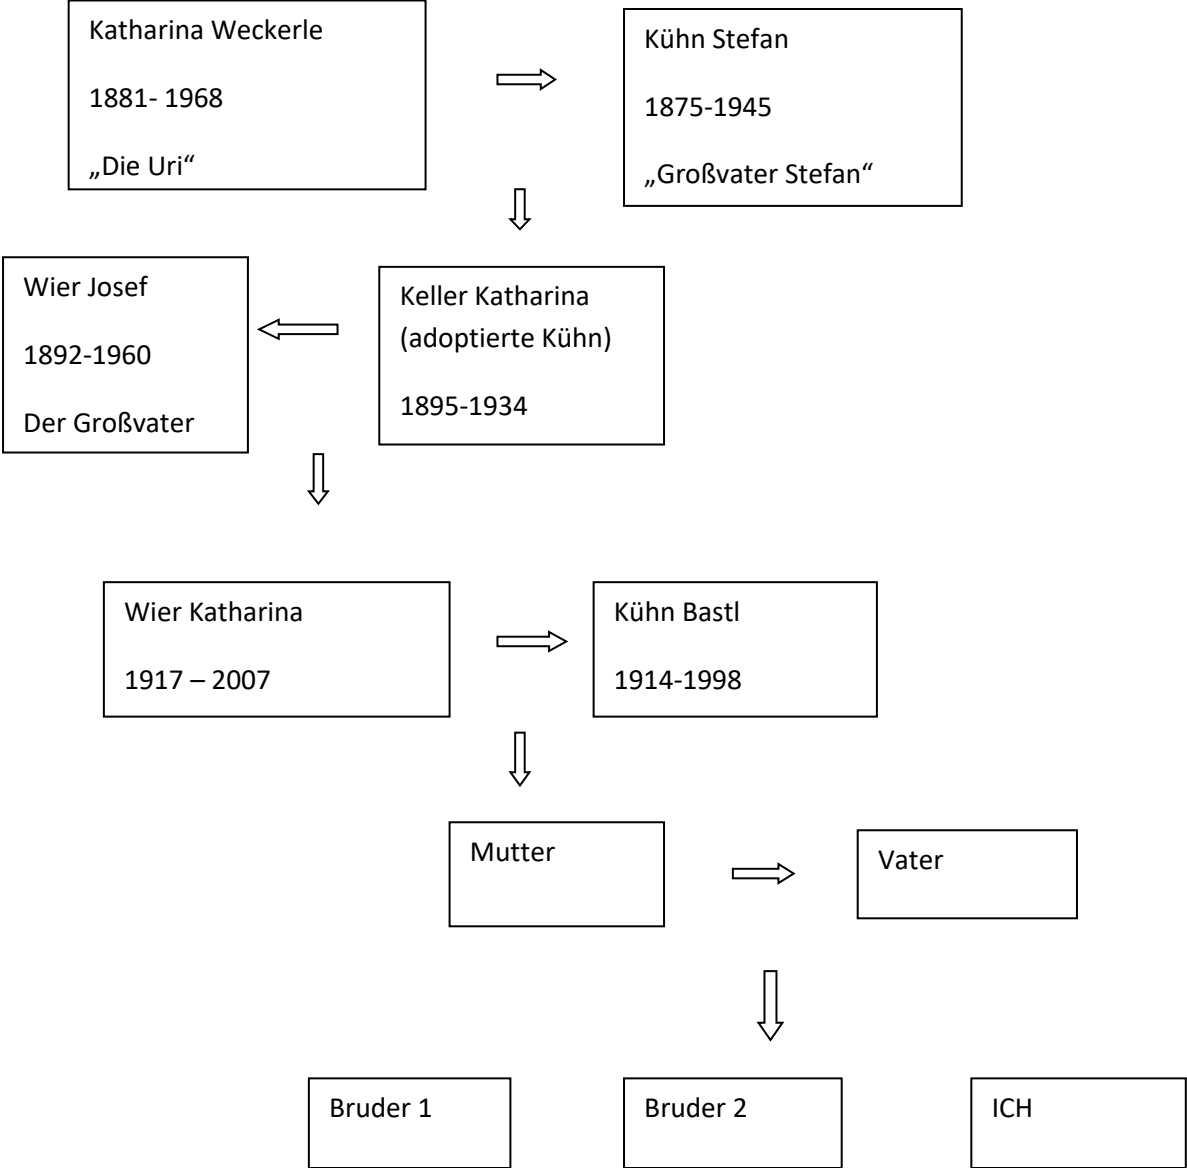 Katharina Weckerle
1881- 1968
„Die Uri“
Kühn Stefan
1875-1945
„Großvater Stefan“
Wier Josef
1892-1960
Der Großvater
Keller Katharina
(adoptierte Kühn)
1895-1934
Wier Katharina
1917 – 2007
Kühn Bastl
1914-1998
Mutter
Vater
Bruder 1
Bruder 2
ICH